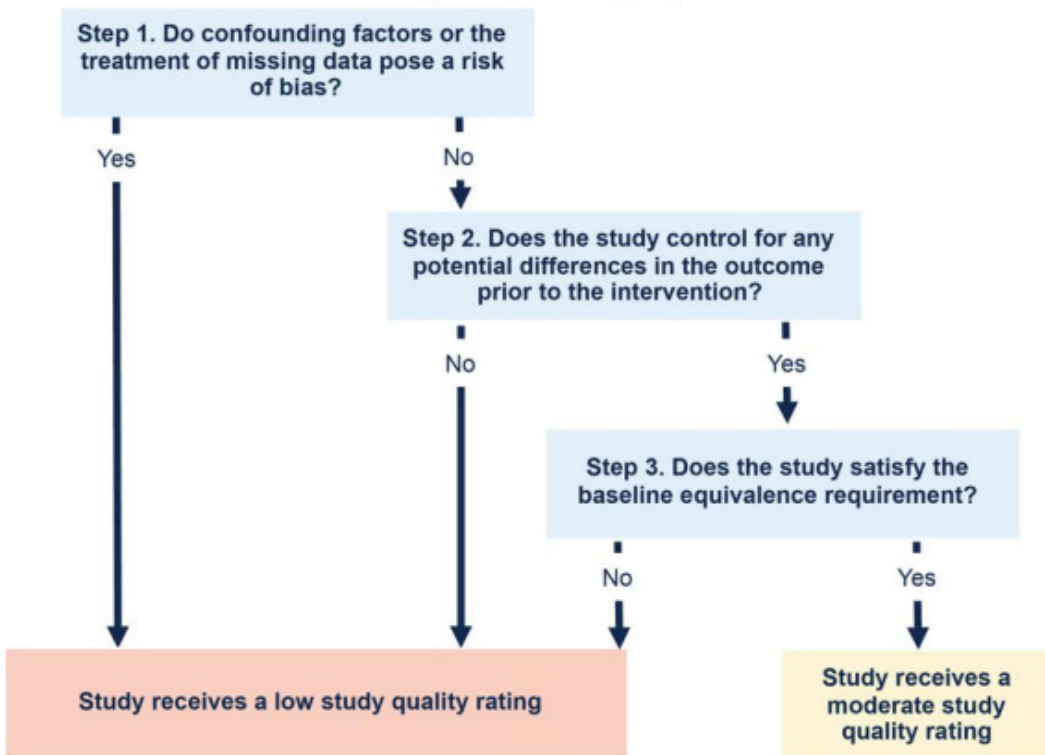 Step 1. Do confounding factors or the
treatment of missing data pose a risk
of bias?
Yes
No
Step 2. Does the study control for any
potential differences in the outcome
prior to the intervention?
No
Yes
Step 3. Does the study satisfy the
baseline equivalence requirement?
No
Yes
Study receives a low study quality rating
Study receives a
moderate study
quality rating